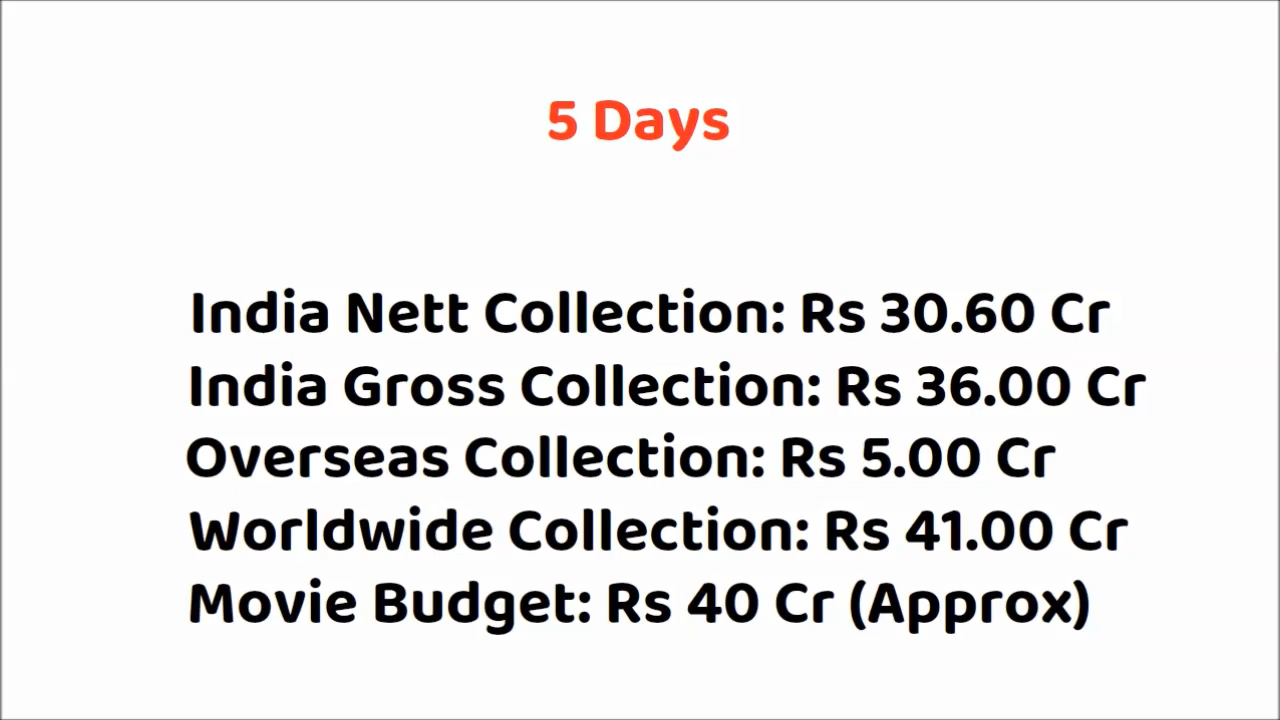 5 Days
India Nett Collection: Rs 30.60 Cr
India Gross Collection: Rs 36.00 Cr
Overseas Collection: Rs 5.00 Cr
Worldwide Collection: Rs 41.00 Cr
Movie Budget: Rs 40 Cr (Approx)